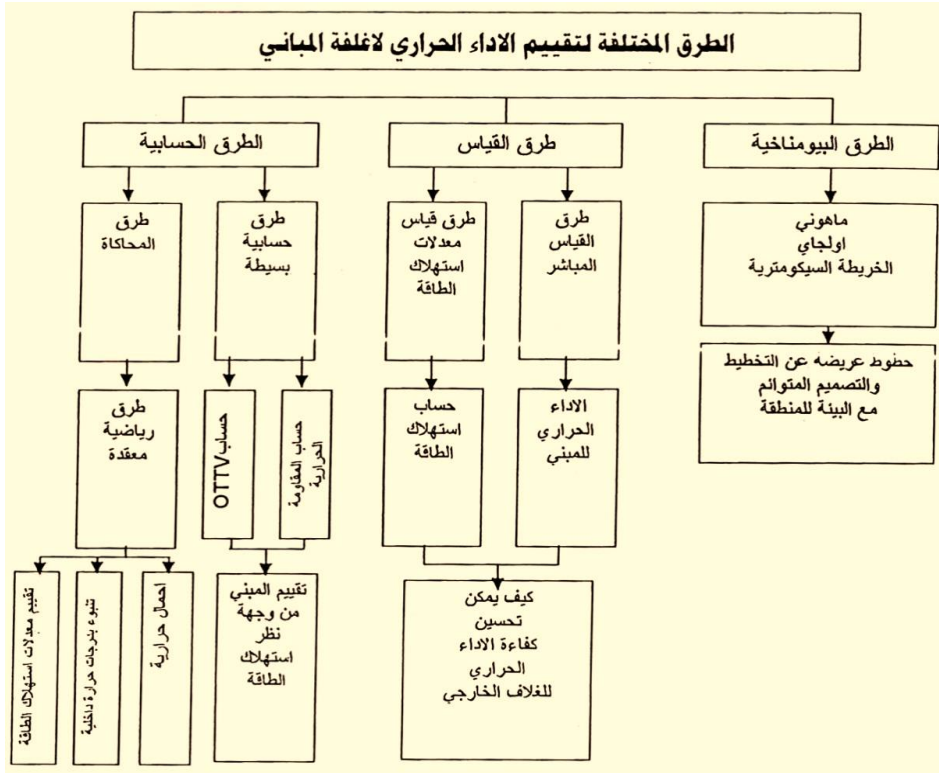 الطرق المختلفة لتقييم الاداء الحراري لاغلفة المباني
الطرق البيومناخية
طرق القياس
الطرق الحسابية
ماهوني
اولجاي
الخريطة السيكومترية
طرق
القياس
المباشر
طرق قياس
معدلات
استهلاك
الطاقة
طرق
حسابية
بسيطة
طرق
المحاكاة
خطوط عريضه عن التخطيط
والتصميم المتوائم
مع البيئة للمنطقة
الاداء
الحراري
للمبني
حساب
استهلاك
الطاقة
حساب المقاومة
الحرارية
حساب OTTV
طرق
رياضية
معقدة
كيف يمكن
تحسين
كفاءة الاداء
الحراري
للغلاف الخارجي
تقييم المبني
من وجهة
نظر
استهلاك
الطاقة
احمال حرارية
تنبوء بدرجات حرارة داخلية
تقييم معدلات استهلاك الطاقة